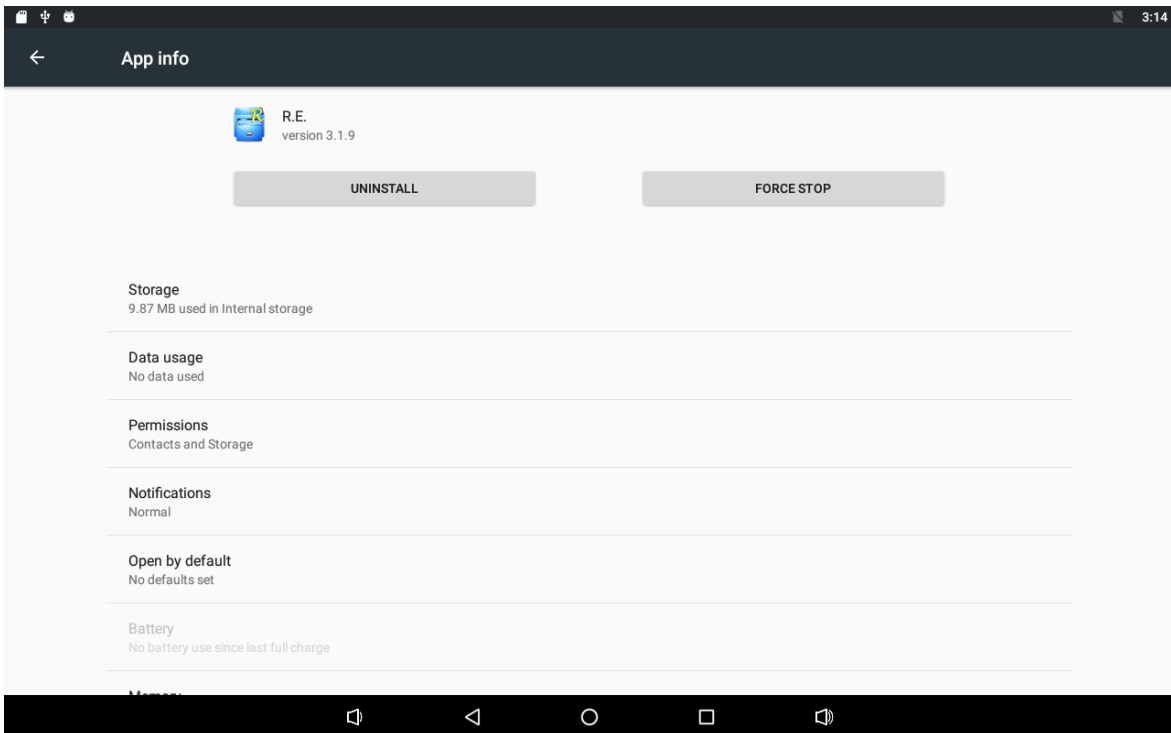 3:14
App info
R.E.
version 3.1.9
UNINSTALL
FORCE STOP
Storage
9.87 MB used in Internal storage
Data usage
No data used
Permissions
Contacts and Storage
Notifications
Normal
Open by default
No defaults set
Battery
No battery use since last full charge
Memory